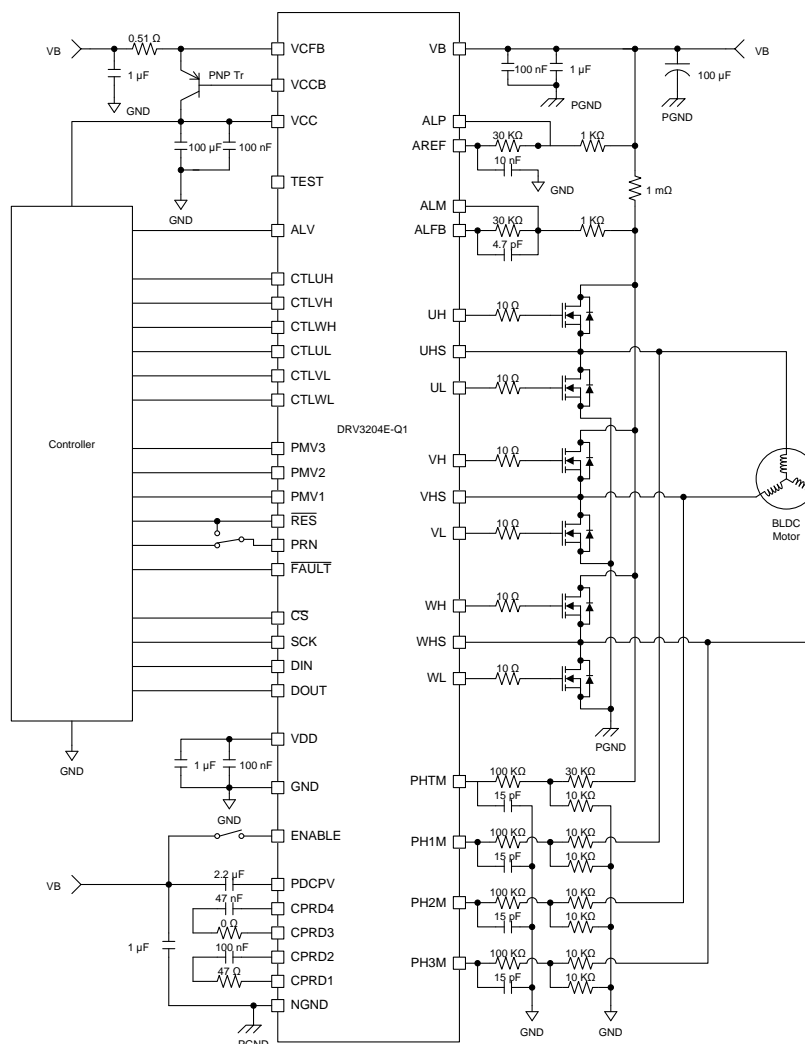 VB
0.51 Ω
1 µF
GND
PNP Tr
100 µF
100 nF
GND
VCFB
VCCB
VCC
TEST
ALV
CTLUH
CTLVH
CTLWH
CTLUL
CTLVL
CTLWL
PMV3
PMV2
PMV1
RES
PRN
FAULT
CS
SCK
DIN
DOUT
VDD
GND
ENABLE
PDCPV
CPRD4
CPRD3
CPRD2
CPRD1
NGND
Controller
GND
1 µF
100 nF
GND
VB
2.2 µF
47 nF
0 Ω
100 nF
47 Ω
1 µF
PGND
DRV3204E-Q1
VB
ALP
AREF
ALM
ALFB
UH
UHS
UL
VH
VHS
VL
WH
WHS
WL
PHTM
PH1M
PH2M
PH3M
100 nF
1 µF
PGND
VB
100 µF
PGND
30 KΩ
1 KΩ
10 nF
GND
1 mΩ
30 KΩ
1 KΩ
4.7 pF
10 Ω
10 Ω
10 Ω
10 Ω
10 Ω
10 Ω
BLDC
Motor
PGND
100 KΩ
30 KΩ
15 pF
10 KΩ
100 KΩ
10 KΩ
15 pF
10 KΩ
100 KΩ
10 KΩ
15 pF
10 KΩ
100 KΩ
10 KΩ
15 pF
10 KΩ
GND
GND